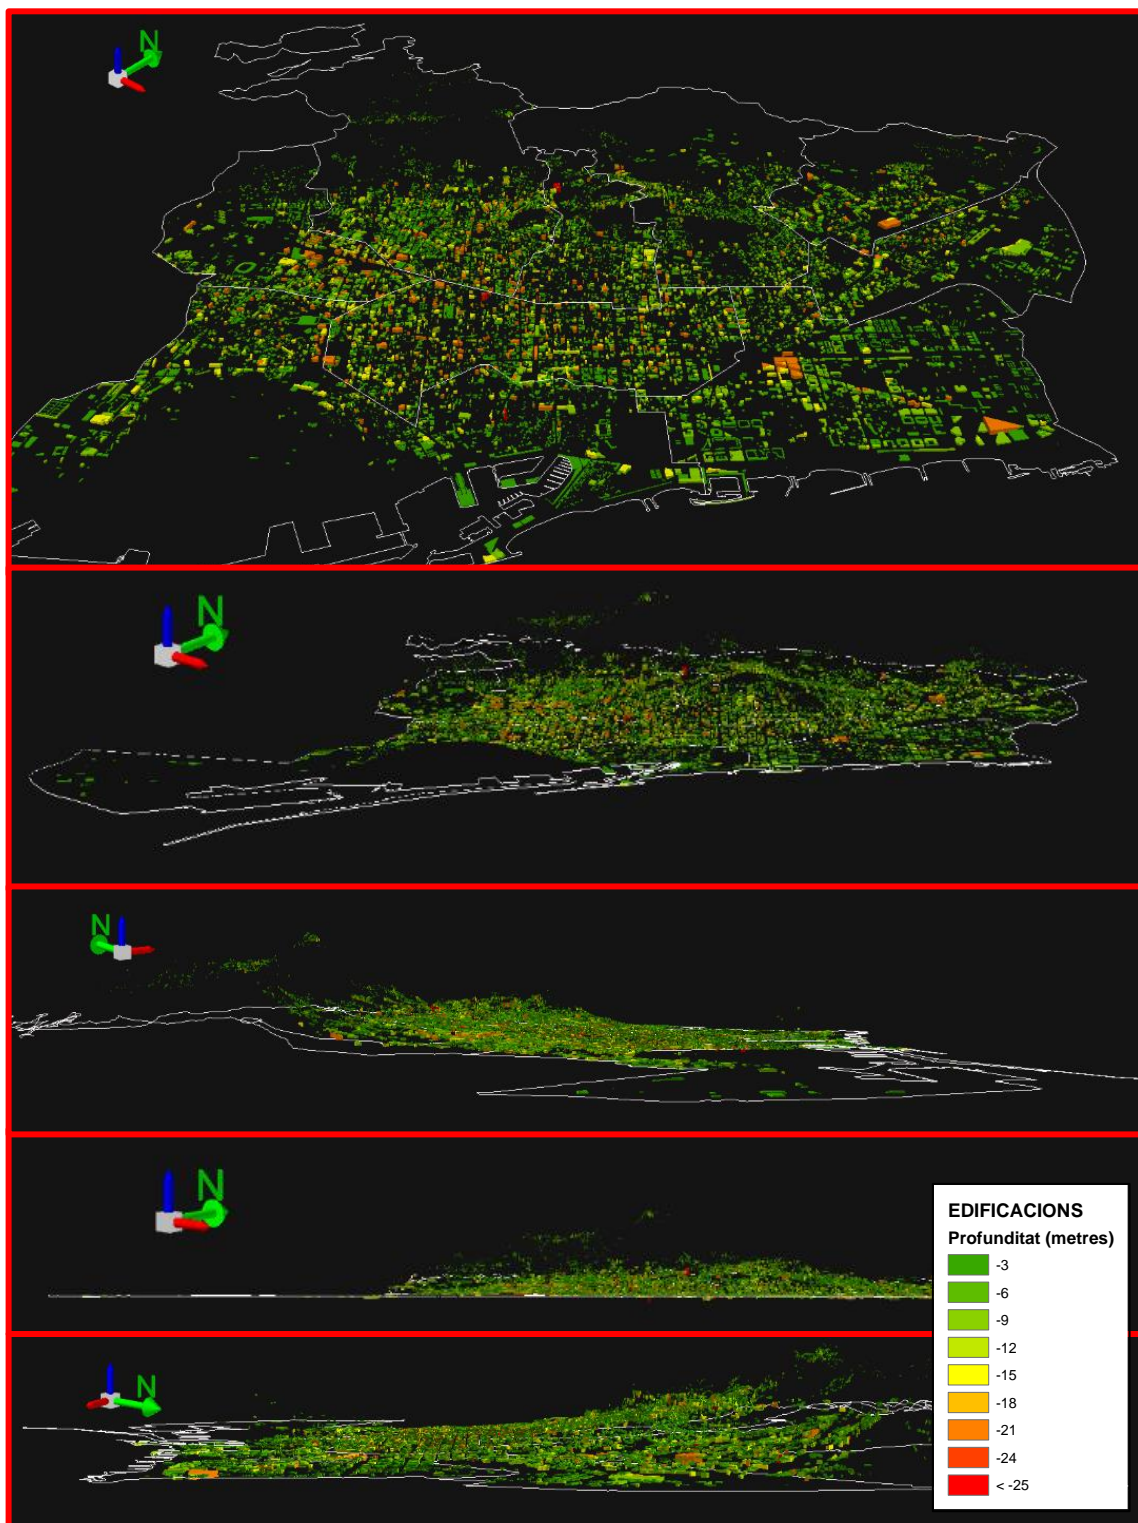 N
N
N
N
EDIFICACIONS
Profunditat (metres)
-3
-6
-9
-12
-15
-18
-21
-24
< -25
N